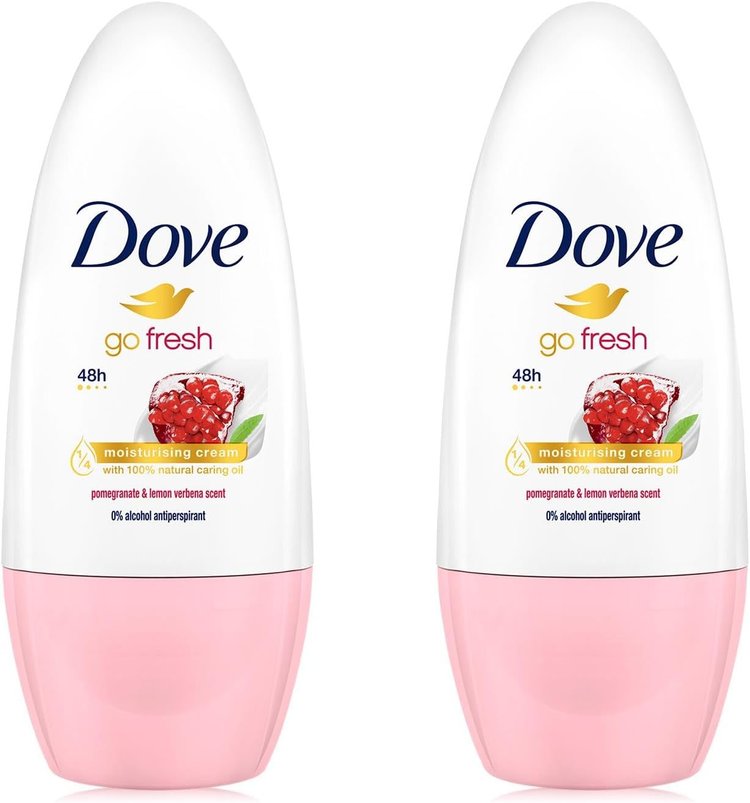 Dove
go fresh
48h
1/4
moisturising cream
with 100% natural caring oil
pomegranate & lemon verbena scent
0% alcohol antiperspirant
Dove
go fresh
48h
1/4
moisturising cream
with 100% natural caring oil
pomegranate & lemon verbena scent
0% alcohol antiperspirant